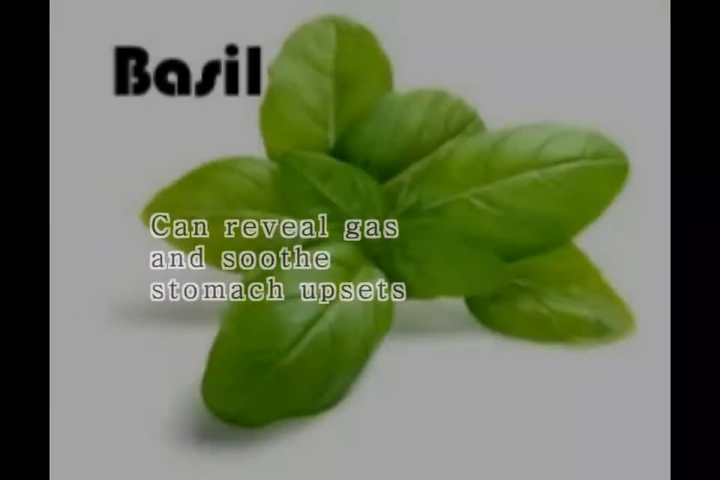 Basil
Can reveal gas
and soothe
stomach upsets